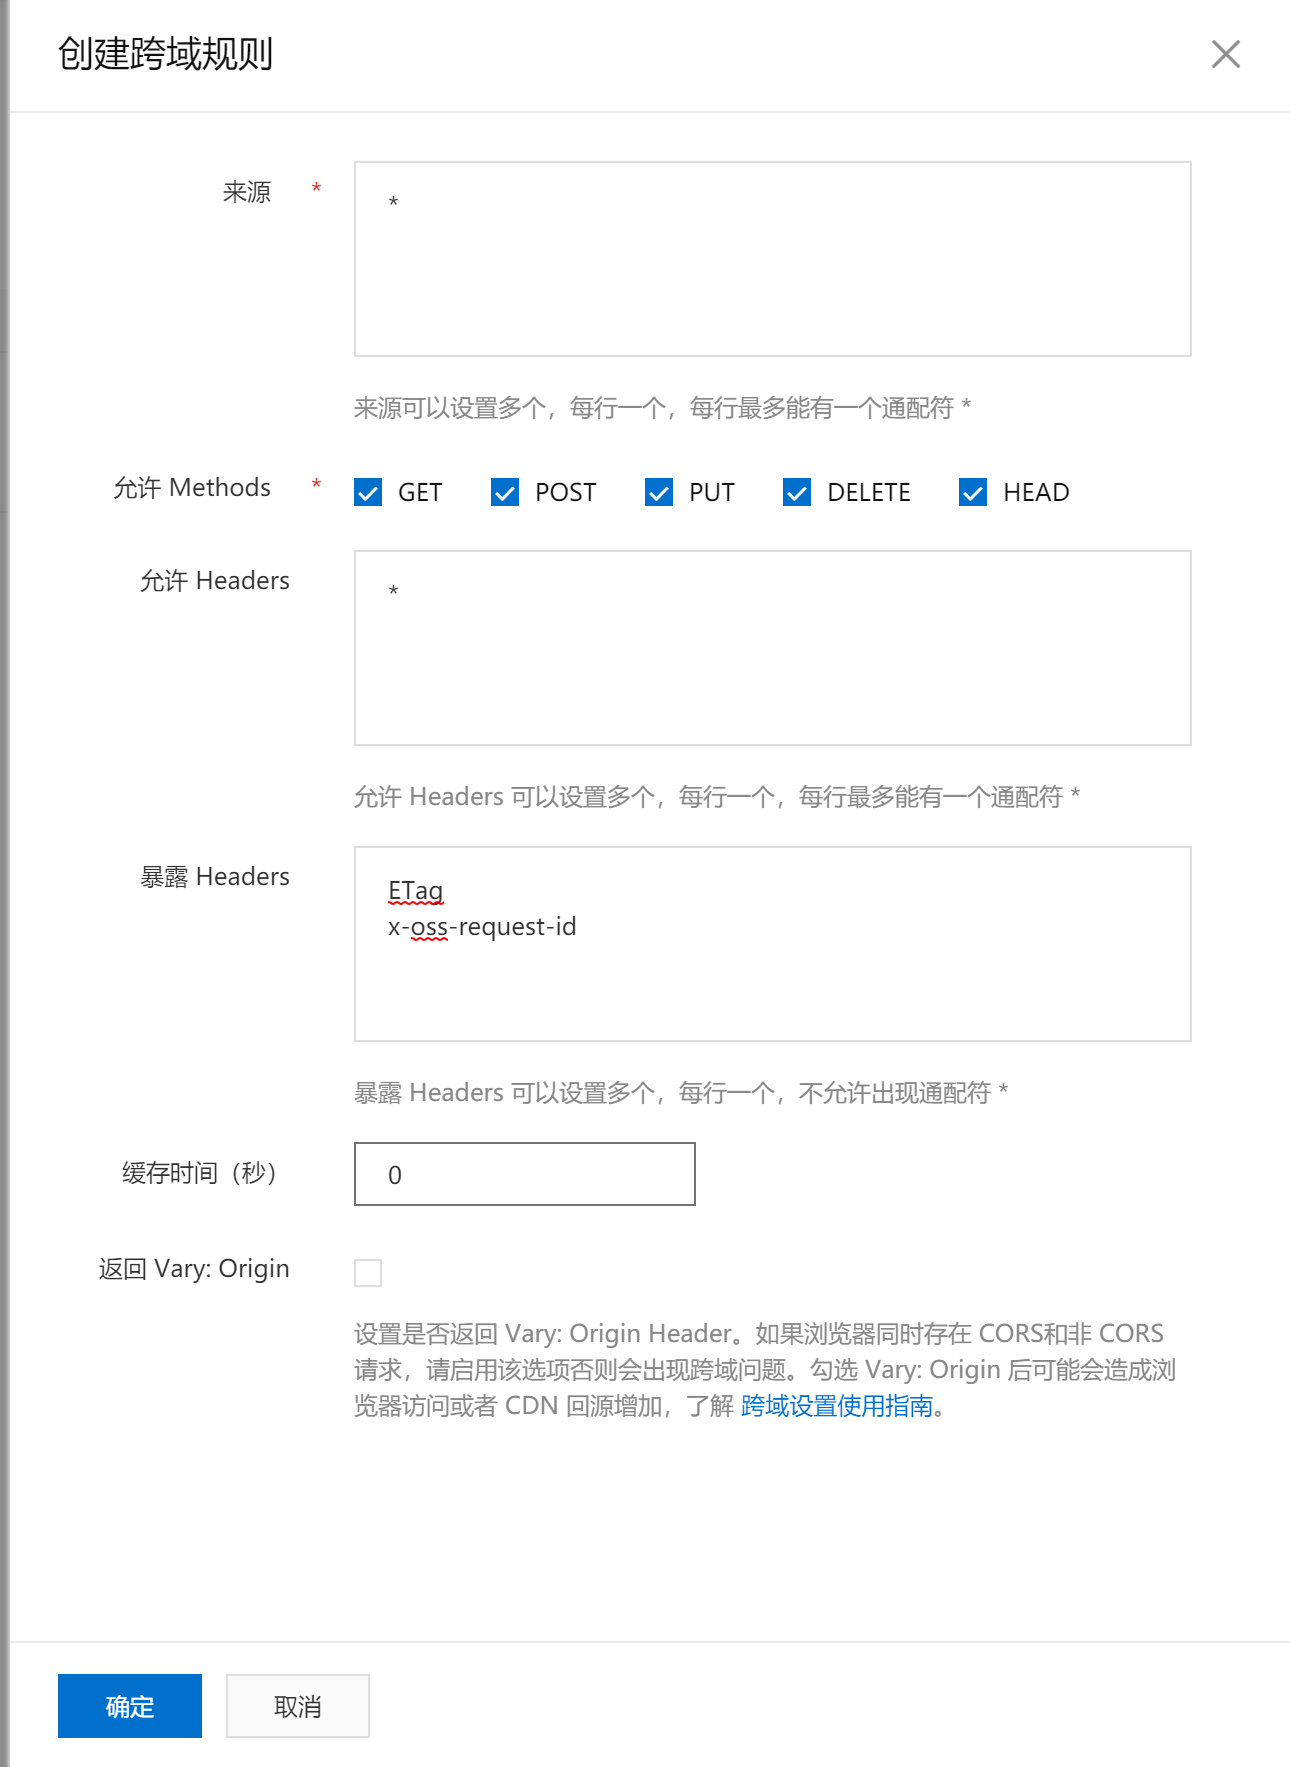 创建跨域规则
来源 *
*
来源可以设置多个，每行一个，每行最多能有一个通配符 *
允许 Methods * GET POST PUT DELETE HEAD
允许 Headers
*
允许 Headers 可以设置多个，每行一个，每行最多能有一个通配符 *
暴露 Headers
ETag
x-oss-request-id
暴露 Headers 可以设置多个，每行一个，不允许出现通配符 *
缓存时间（秒） 0
返回 Vary: Origin
设置是否返回 Vary: Origin Header。如果浏览器同时存在 CORS和非 CORS
请求，请启用该选项否则会出现跨域问题。勾选 Vary: Origin 后可能会造成浏
览器访问或者 CDN 回源增加，了解 跨域设置使用指南。
确定 取消